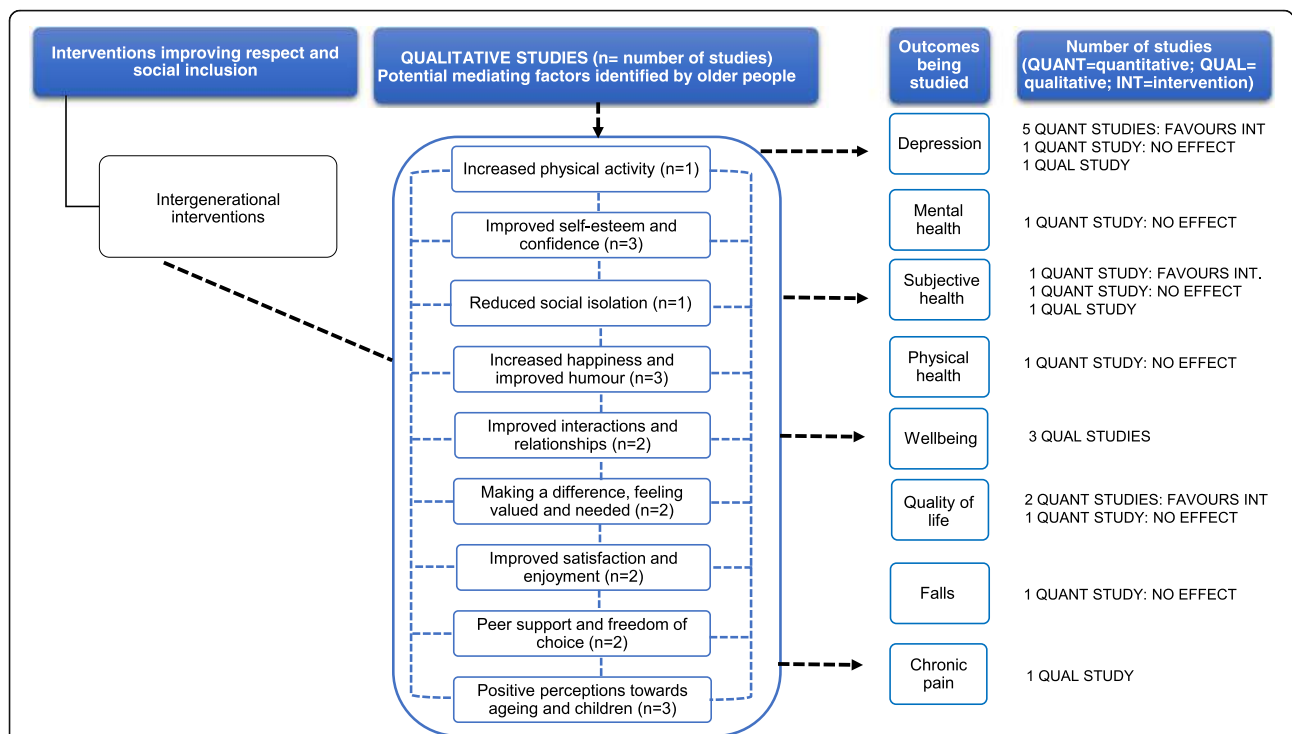 Interventions improving respect and
social inclusion
Intergenerational
interventions
QUALITATIVE STUDIES (n= number of studies)
Potential mediating factors identified by older people
Increased physical activity (n=1)
Improved self-esteem and
confidence (n=3)
Reduced social isolation (n=1)
Increased happiness and
improved humour (n=3)
Improved interactions and
relationships (n=2)
Making a difference, feeling
valued and needed (n=2)
Improved satisfaction and
enjoyment (n=2)
Peer support and freedom of
choice (n=2)
Positive perceptions towards
ageing and children (n=3)
Outcomes
being
studied
Number of studies
(QUANT=quantitative; QUAL=
qualitative; INT=intervention)
Depression
5 QUANT STUDIES: FAVOURS INT
1 QUANT STUDY: NO EFFECT
1 QUAL STUDY
Mental
health
1 QUANT STUDY: NO EFFECT
Subjective
health
1 QUANT STUDY: FAVOURS INT.
1 QUANT STUDY: NO EFFECT
1 QUAL STUDY
Physical
health
1 QUANT STUDY: NO EFFECT
Wellbeing
3 QUAL STUDIES
Quality of
life
2 QUANT STUDIES: FAVOURS INT
1 QUANT STUDY: NO EFFECT
Falls
1 QUANT STUDY: NO EFFECT
Chronic
pain
1 QUAL STUDY